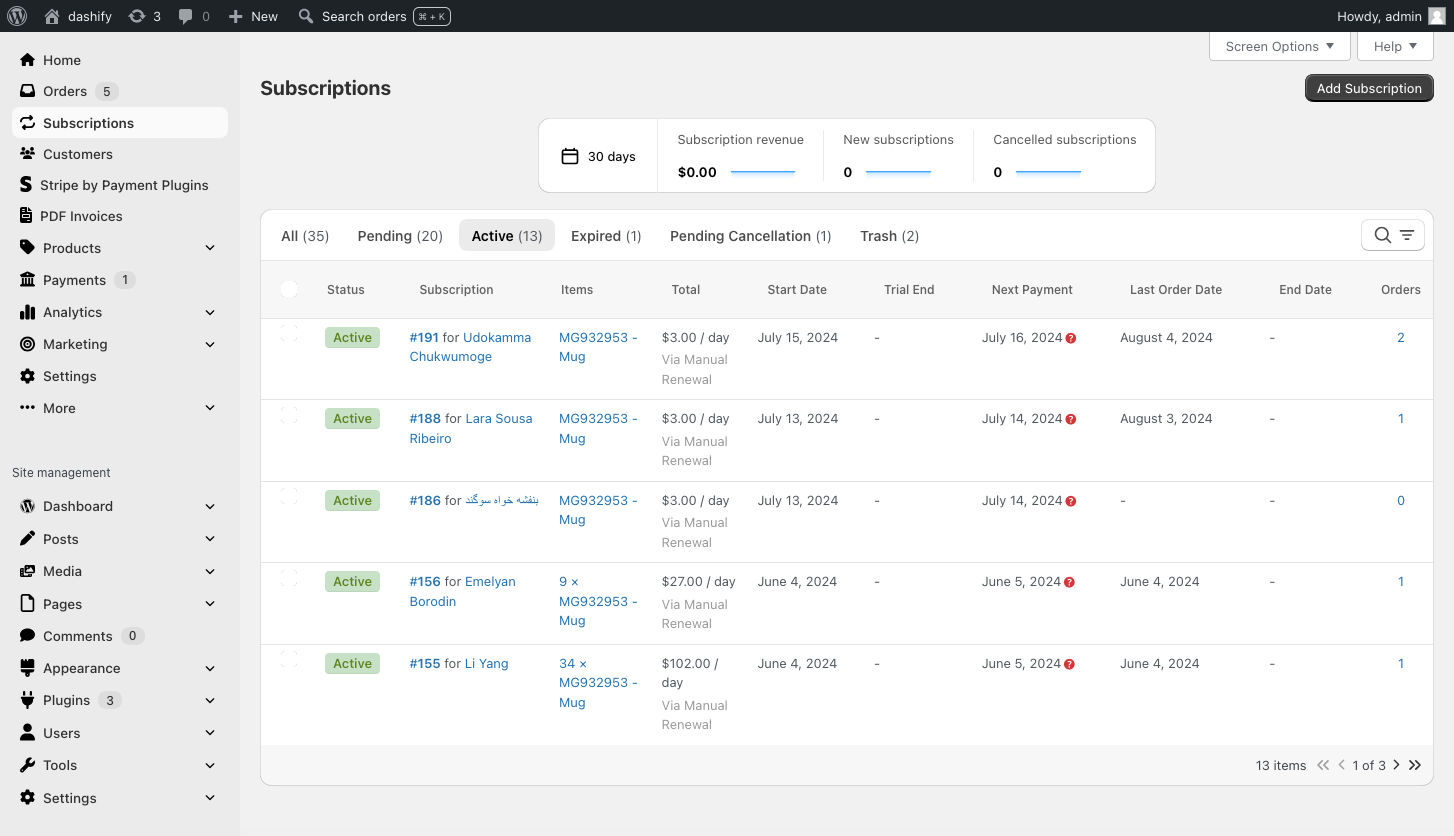 dashify 3 0 New Search orders ⌘ + K Howdy, admin
Screen Options Help
Home
Orders 5
Subscriptions
Customers
Stripe by Payment Plugins
PDF Invoices
Products
Payments 1
Analytics
Marketing
Settings
More
Site management
Dashboard
Posts
Media
Pages
Comments 0
Appearance
Plugins 3
Users
Tools
Settings
Subscriptions Add Subscription
30 days
Subscription revenue
$0.00
New subscriptions
0
Cancelled subscriptions
0
All (35) Pending (20) Active (13) Expired (1) Pending Cancellation (1) Trash (2)
Status Subscription Items Total Start Date Trial End Next Payment Last Order Date End Date Orders
Active #191 for Udokamma MG932953 - $3.00 / day July 15, 2024 - July 16, 2024 ? August 4, 2024 - 2
Chukwumoge Mug Via Manual
Renewal
Active #188 for Lara Sousa MG932953 - $3.00 / day July 13, 2024 - July 14, 2024 ? August 3, 2024 - 1
Ribeiro Mug Via Manual
Renewal
Active #186 for بنفشه خواه سوگند MG932953 - $3.00 / day July 13, 2024 - July 14, 2024 ? - - 0
Mug Via Manual
Renewal
Active #156 for Emelyan 9 × $27.00 / day June 4, 2024 - June 5, 2024 ? June 4, 2024 - 1
Borodin MG932953 - Via Manual
Mug Renewal
Active #155 for Li Yang 34 × $102.00 / June 4, 2024 - June 5, 2024 ? June 4, 2024 - 1
MG932953 - day
Mug Via Manual
Renewal
13 items « ‹ 1 of 3 › »